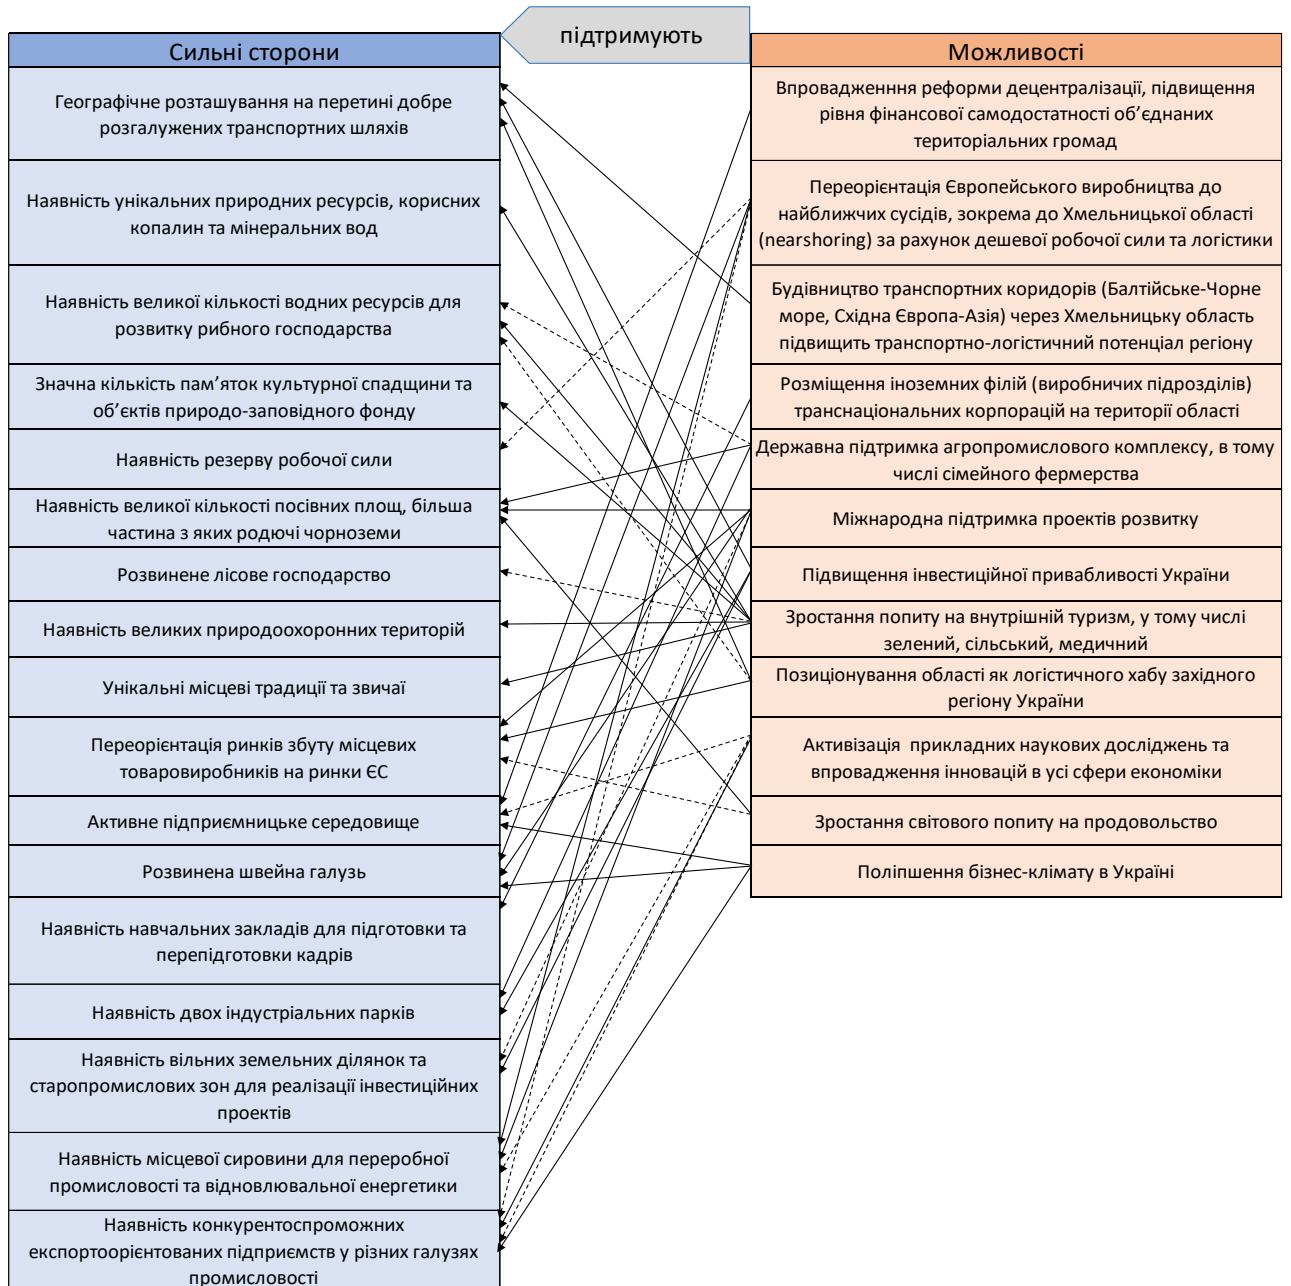 підтримують
Сильні сторони
Географічне розташування на перетині добре
розгалужених транспортних шляхів
Наявність унікальних природних ресурсів, корисних
копалин та мінеральних вод
Наявність великої кількості водних ресурсів для
розвитку рибного господарства
Значна кількість пам’яток культурної спадщини та
об’єктів природо-заповідного фонду
Наявність резерву робочої сили
Наявність великої кількості посівних площ, більша
частина з яких родючі чорноземи
Розвинене лісове господарство
Наявність великих природоохоронних територій
Унікальні місцеві традиції та звичаї
Переорієнтація ринків збуту місцевих
товаровиробників на ринки ЄС
Активне підприємницьке середовище
Розвинена швейна галузь
Наявність навчальних закладів для підготовки та
перепідготовки кадрів
Наявність двох індустріальних парків
Наявність вільних земельних ділянок та
старопромислових зон для реалізації інвестиційних
проектів
Наявність місцевої сировини для переробної
промисловості та відновлювальної енергетики
Наявність конкурентоспроможних
експортоорієнтованих підприємств у різних галузях
промисловості
Можливості
Впровадженння реформи децентралізації, підвищення
рівня фінансової самодостатності об’єднаних
територіальних громад
Переорієнтація Європейського виробництва до
найближчих сусідів, зокрема до Хмельницької області
(nearshoring) за рахунок дешевої робочої сили та логістики
Будівництво транспортних коридорів (Балтійське-Чорне
море, Східна Європа-Азія) через Хмельницьку область
підвищить транспортно-логістичний потенціал регіону
Розміщення іноземних філій (виробничих підрозділів)
транснаціональних корпорацій на території області
Державна підтримка агропромислового комплексу, в тому
числі сімейного фермерства
Міжнародна підтримка проектів розвитку
Підвищення інвестиційної привабливості України
Зростання попиту на внутрішній туризм, у тому числі
зелений, сільський, медичний
Позиціонування області як логістичного хабу західного
регіону України
Активізація прикладних наукових досліджень та
впровадження інновацій в усі сфери економіки
Зростання світового попиту на продовольство
Поліпшення бізнес-клімату в Україні